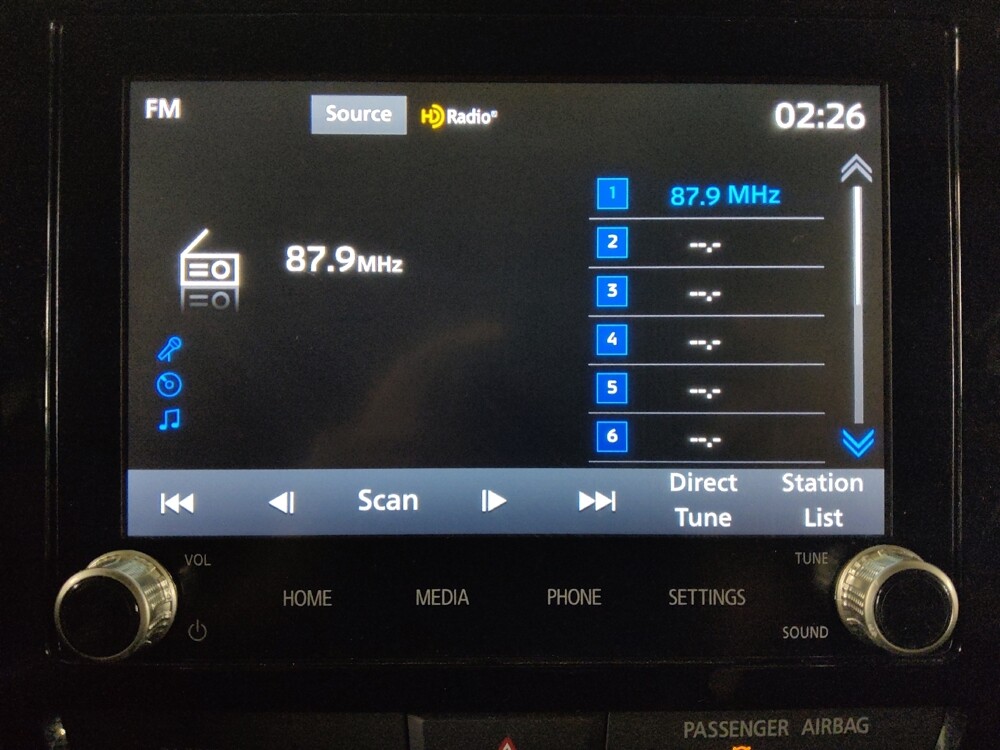 FM
Source
HD Radio
02:26
87.9MHz
1 87.9 MHz
2 --.-
3 --.-
4 --.-
5 --.-
6 --.-
Scan
Direct
Tune
Station
List
VOL
TUNE
HOME
MEDIA
PHONE
SETTINGS
SOUND
PASSENGER AIRBAG